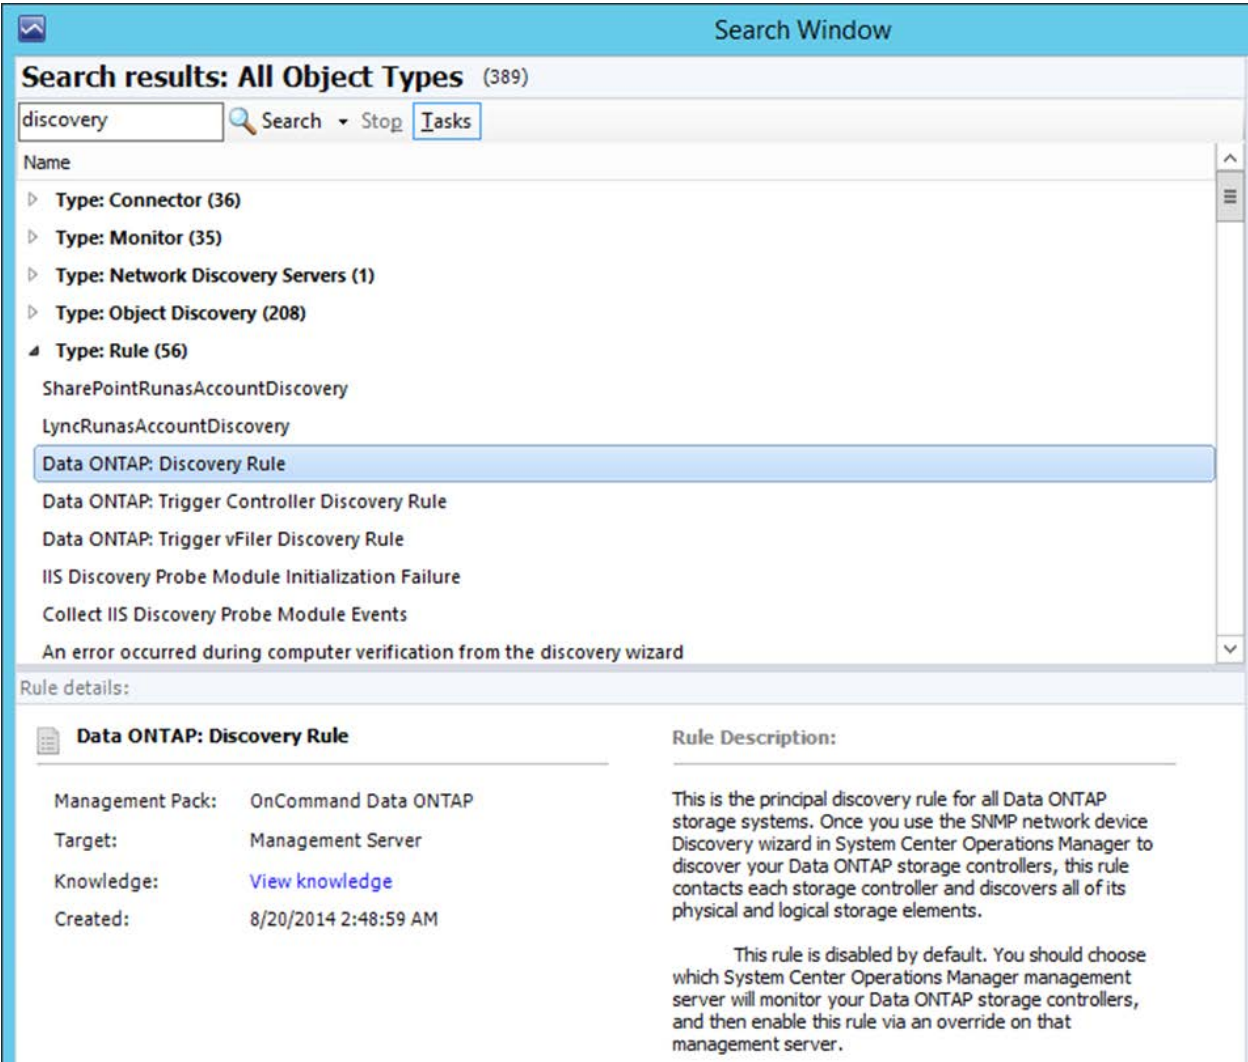 Search Window
Search results: All Object Types (389)
discovery Search Stop Tasks
Name
Type: Connector (36)
Type: Monitor (35)
Type: Network Discovery Servers (1)
Type: Object Discovery (208)
Type: Rule (56)
SharePointRunasAccountDiscovery
LyncRunasAccountDiscovery
Data ONTAP: Discovery Rule
Data ONTAP: Trigger Controller Discovery Rule
Data ONTAP: Trigger vFiler Discovery Rule
IIS Discovery Probe Module Initialization Failure
Collect IIS Discovery Probe Module Events
An error occurred during computer verification from the discovery wizard
Rule details:
Data ONTAP: Discovery Rule
Management Pack: OnCommand Data ONTAP
Target: Management Server
Knowledge: View knowledge
Created: 8/20/2014 2:48:59 AM
Rule Description:
This is the principal discovery rule for all Data ONTAP
storage systems. Once you use the SNMP network device
Discovery wizard in System Center Operations Manager to
discover your Data ONTAP storage controllers, this rule
contacts each storage controller and discovers all of its
physical and logical storage elements.
This rule is disabled by default. You should choose
which System Center Operations Manager management
server will monitor your Data ONTAP storage controllers,
and then enable this rule via an override on that
management server.